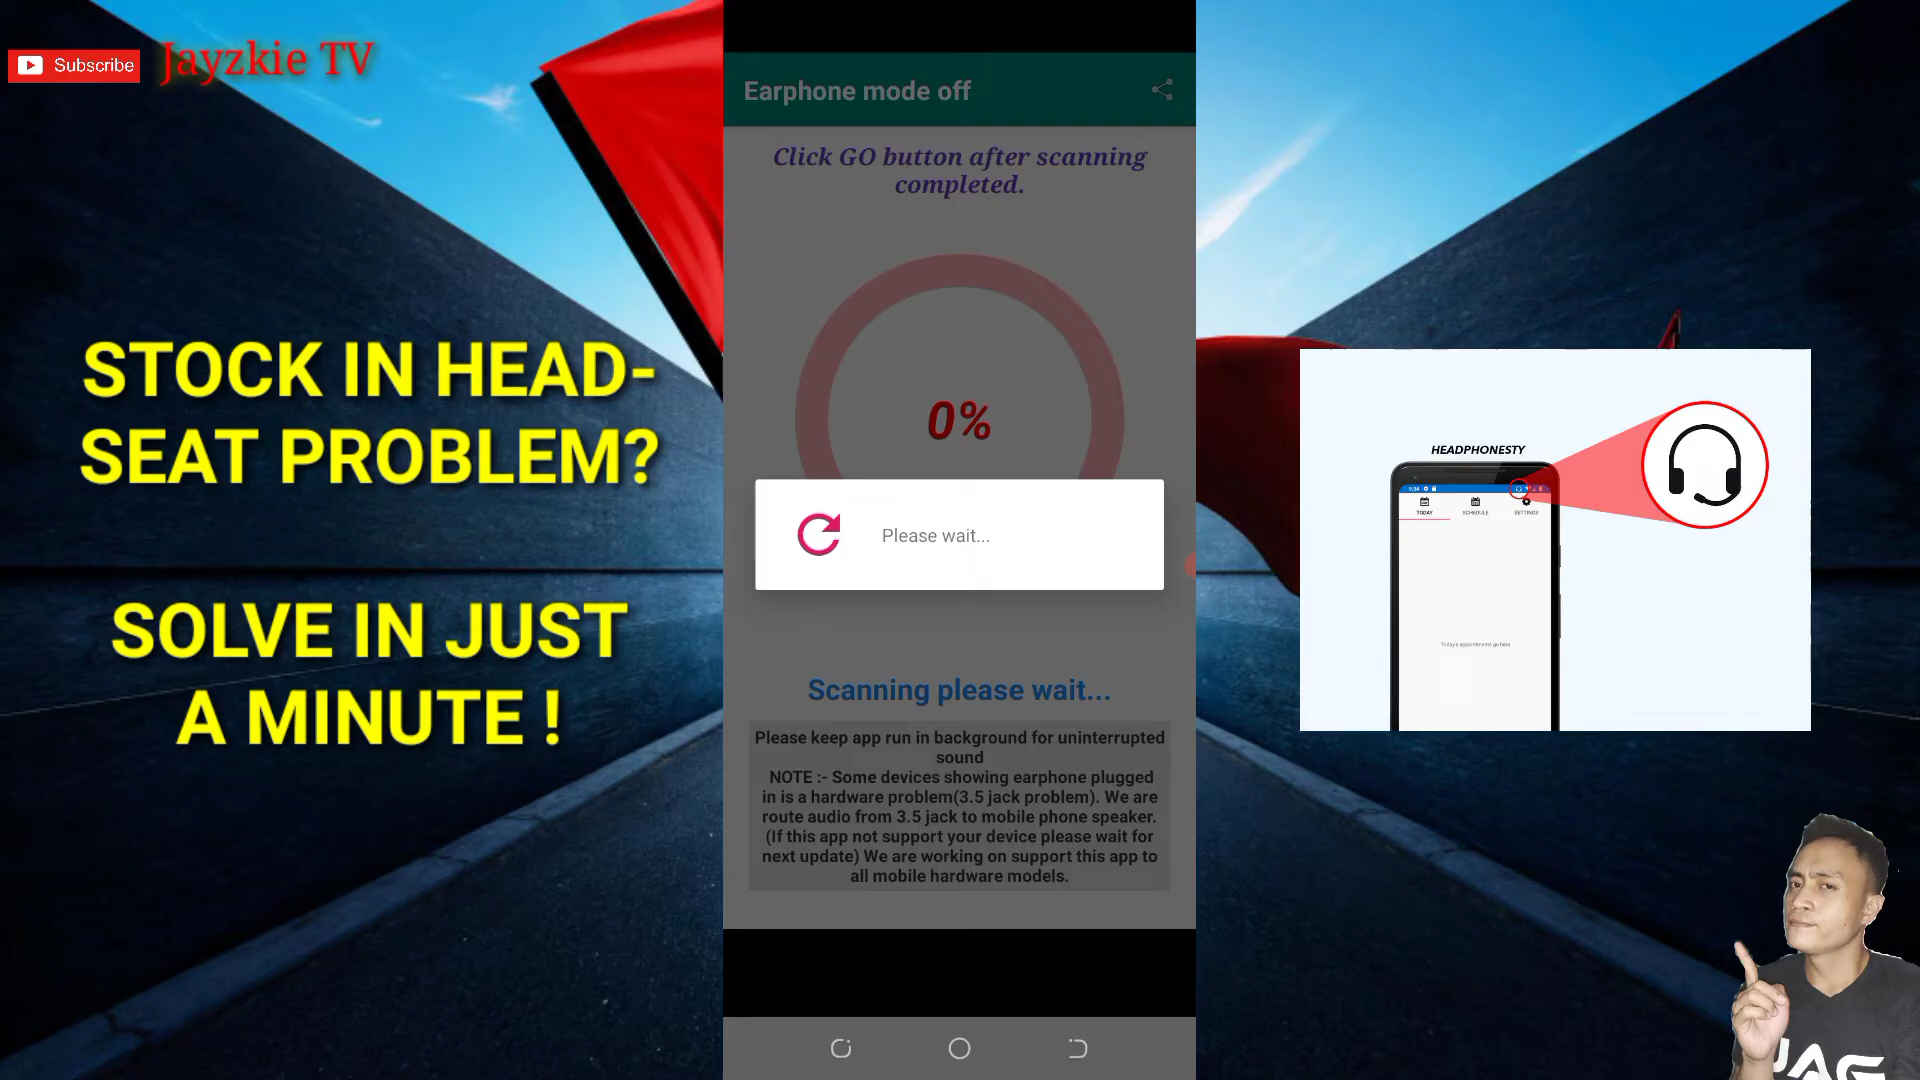 Subscribe
Jayzkie TV
STOCK IN HEAD-
SEAT PROBLEM?
SOLVE IN JUST
A MINUTE !
Earphone mode off
Click GO button after scanning
completed.
0%
Please wait...
Scanning please wait...
Please keep app run in background for uninterrupted
sound
NOTE :- Some devices showing earphone plugged
in is a hardware problem(3.5 jack problem). We are
route audio from 3.5 jack to mobile phone speaker.
(If this app not support your device please wait for
next update) We are working on support this app to
all mobile hardware models.
HEADPHONESTY
TODAY
SCHEDULE
SETTINGS
Today's appointments go here